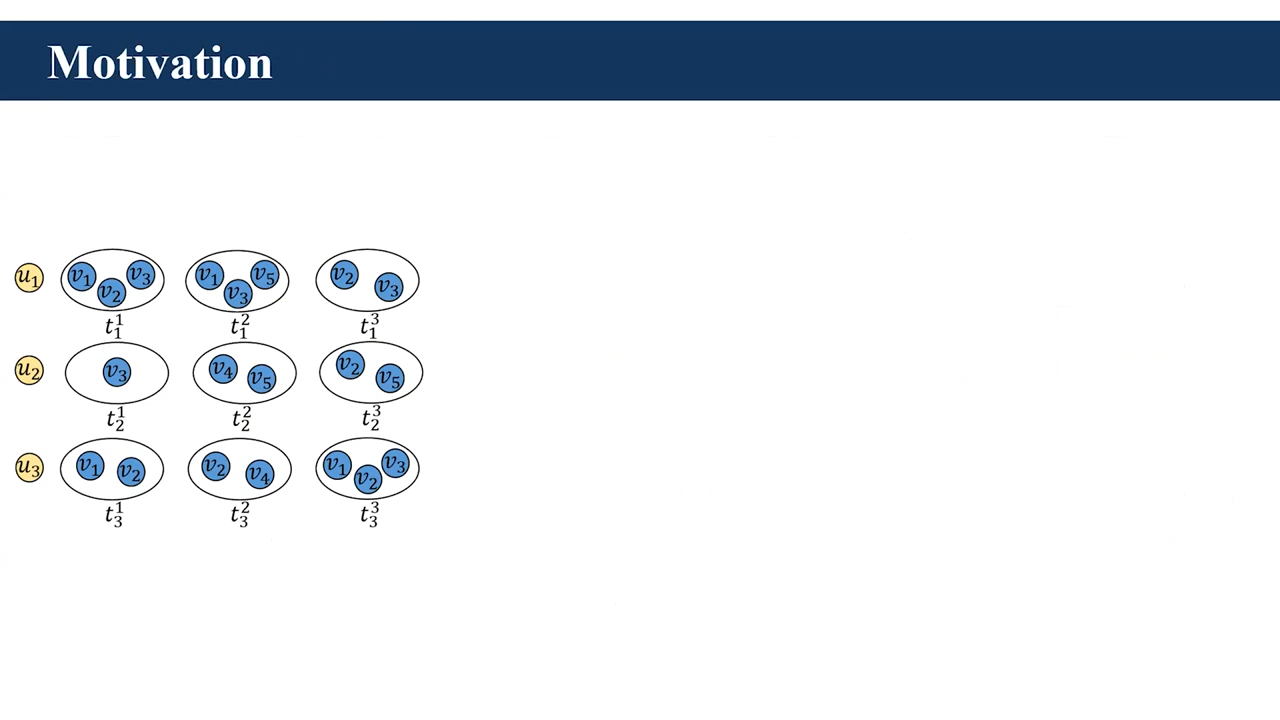 Motivation
u₁ v₁ v₂ v₃ v₁ v₃ v₅ v₂ v₃
t₁¹ t₁² t₁³
u₂ v₃ v₄ v₅ v₂ v₅
t₂¹ t₂² t₂³
u₃ v₁ v₂ v₂ v₄ v₁ v₂ v₃
t₃¹ t₃² t₃³